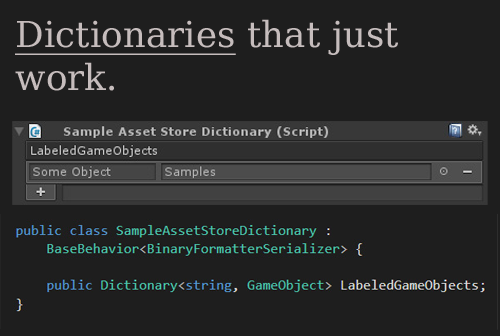 Dictionaries that just
work.
Sample Asset Store Dictionary (Script)
LabeledGameObjects
Some Object Samples
+
public class SampleAssetStoreDictionary :
BaseBehavior<BinaryFormatterSerializer> {
public Dictionary<string, GameObject> LabeledGameObjects;
}